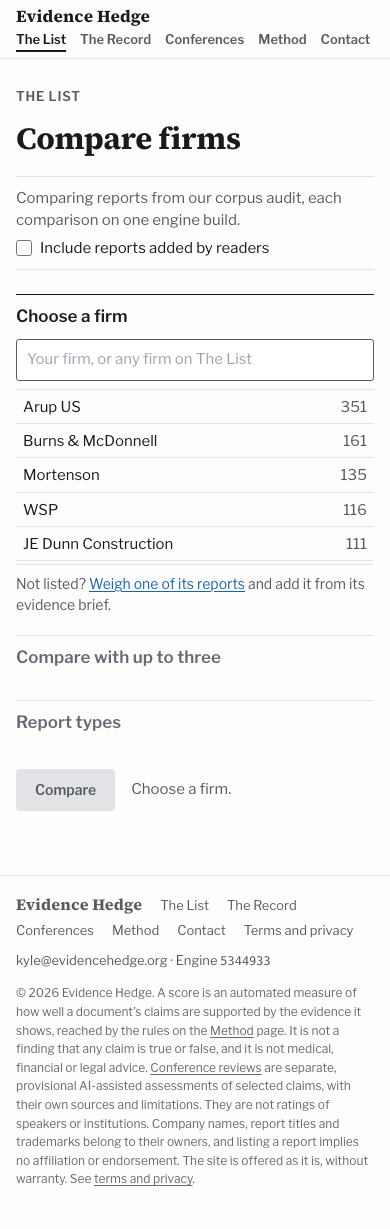 Evidence Hedge
The List The Record Conferences Method Contact
THE LIST
Compare firms
Comparing reports from our corpus audit, each
comparison on one engine build.
Include reports added by readers
Choose a firm
Your firm, or any firm on The List
Arup US 351
Burns & McDonnell 161
Mortenson 135
WSP 116
JE Dunn Construction 111
Not listed? Weigh one of its reports and add it from its
evidence brief.
Compare with up to three
Report types
Compare Choose a firm.
Evidence Hedge The List The Record
Conferences Method Contact Terms and privacy
kyle@evidencehedge.org · Engine 5344933
© 2026 Evidence Hedge. A score is an automated measure of
how well a document's claims are supported by the evidence it
shows, reached by the rules on the Method page. It is not a
finding that any claim is true or false, and it is not medical,
financial or legal advice. Conference reviews are separate,
provisional AI-assisted assessments of selected claims, with
their own sources and limitations. They are not ratings of
speakers or institutions. Company names, report titles and
trademarks belong to their owners, and listing a report implies
no affiliation or endorsement. The site is offered as it is, without
warranty. See terms and privacy.